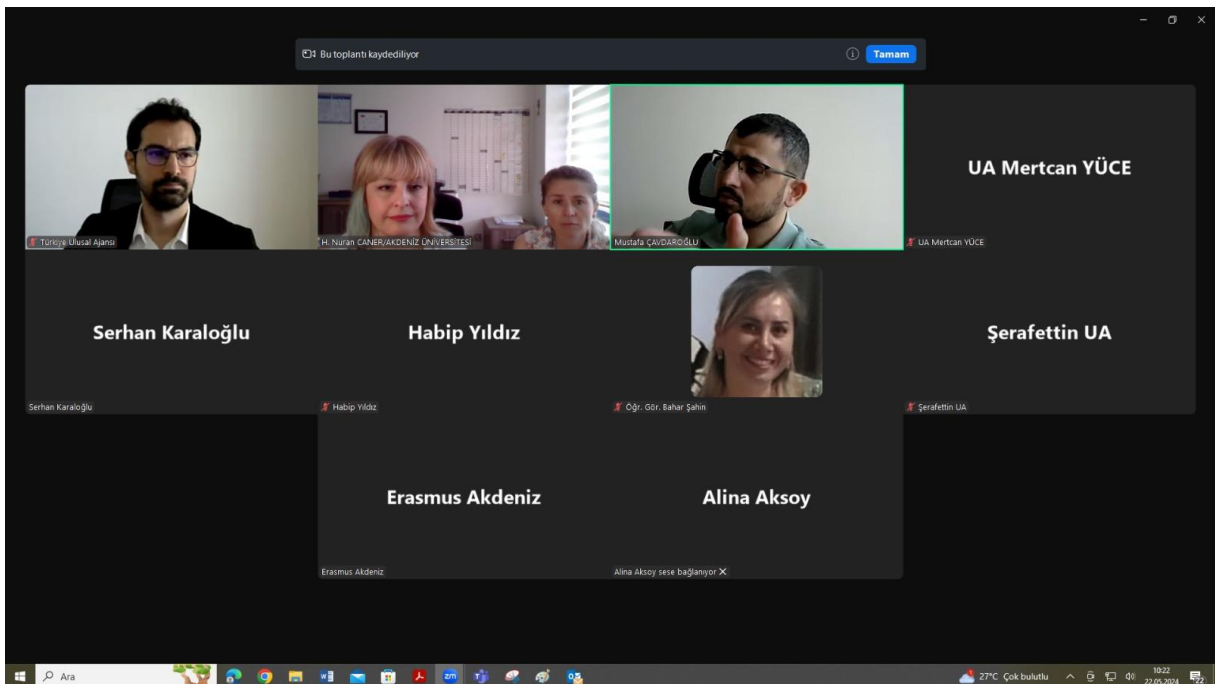 Bu toplantı kaydediliyor
Tamam
Türkiye Ulusal Ajansı
H. Nuran CANER/AKDENİZ ÜNİVERSİTESİ
Mustafa ÇAVDAROĞLU
UA Mertcan YÜCE
UA Mertcan YÜCE
Serhan Karaloğlu
Serhan Karaloğlu
Habip Yıldız
Habip Yıldız
Öğr. Gör. Bahar Şahin
Şerafettin UA
Şerafettin UA
Erasmus Akdeniz
Erasmus Akdeniz
Alina Aksoy
Alina Aksoy sese bağlanıyor
Ara
zm
27°C Çok bulutlu
10:22
22.05.2024
22